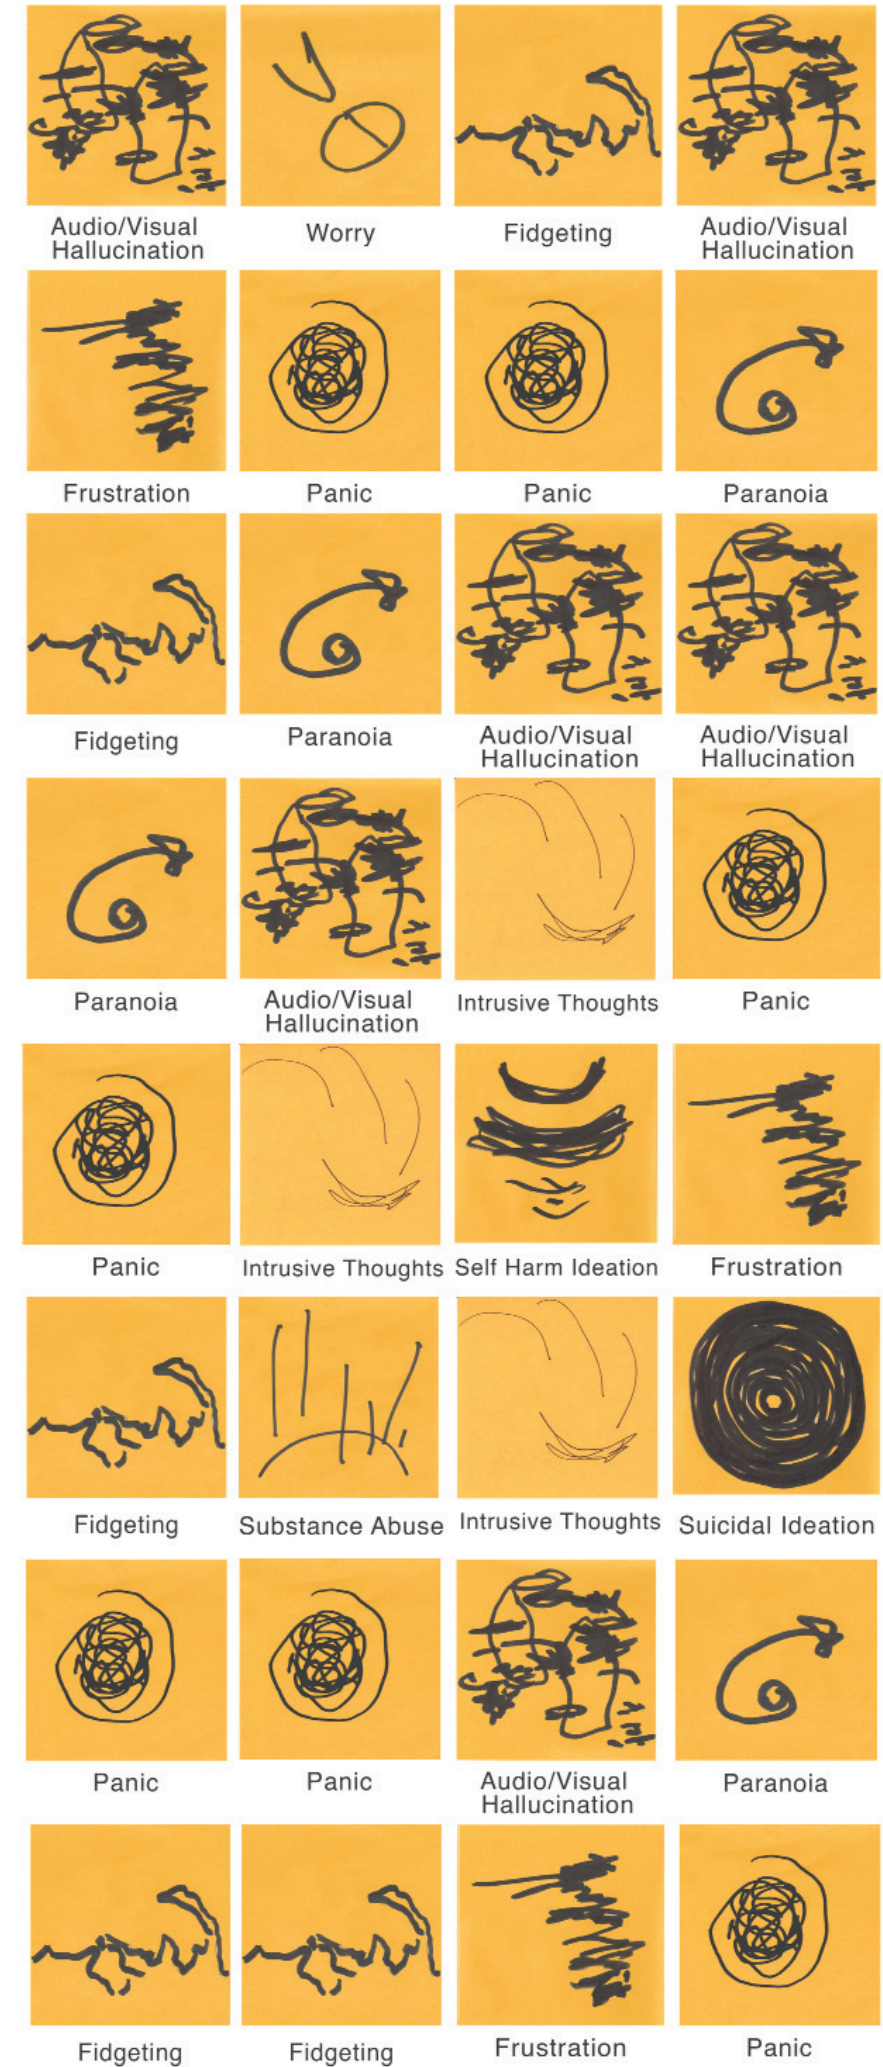 Audio/Visual
Hallucination
Worry
Fidgeting
Audio/Visual
Hallucination
Frustration
Panic
Panic
Paranoia
Fidgeting
Paranoia
Audio/Visual
Hallucination
Audio/Visual
Hallucination
Paranoia
Audio/Visual
Hallucination
Intrusive Thoughts
Panic
Panic
Intrusive Thoughts
Self Harm Ideation
Frustration
Fidgeting
Substance Abuse
Intrusive Thoughts
Suicidal Ideation
Panic
Panic
Audio/Visual
Hallucination
Paranoia
Fidgeting
Fidgeting
Frustration
Panic